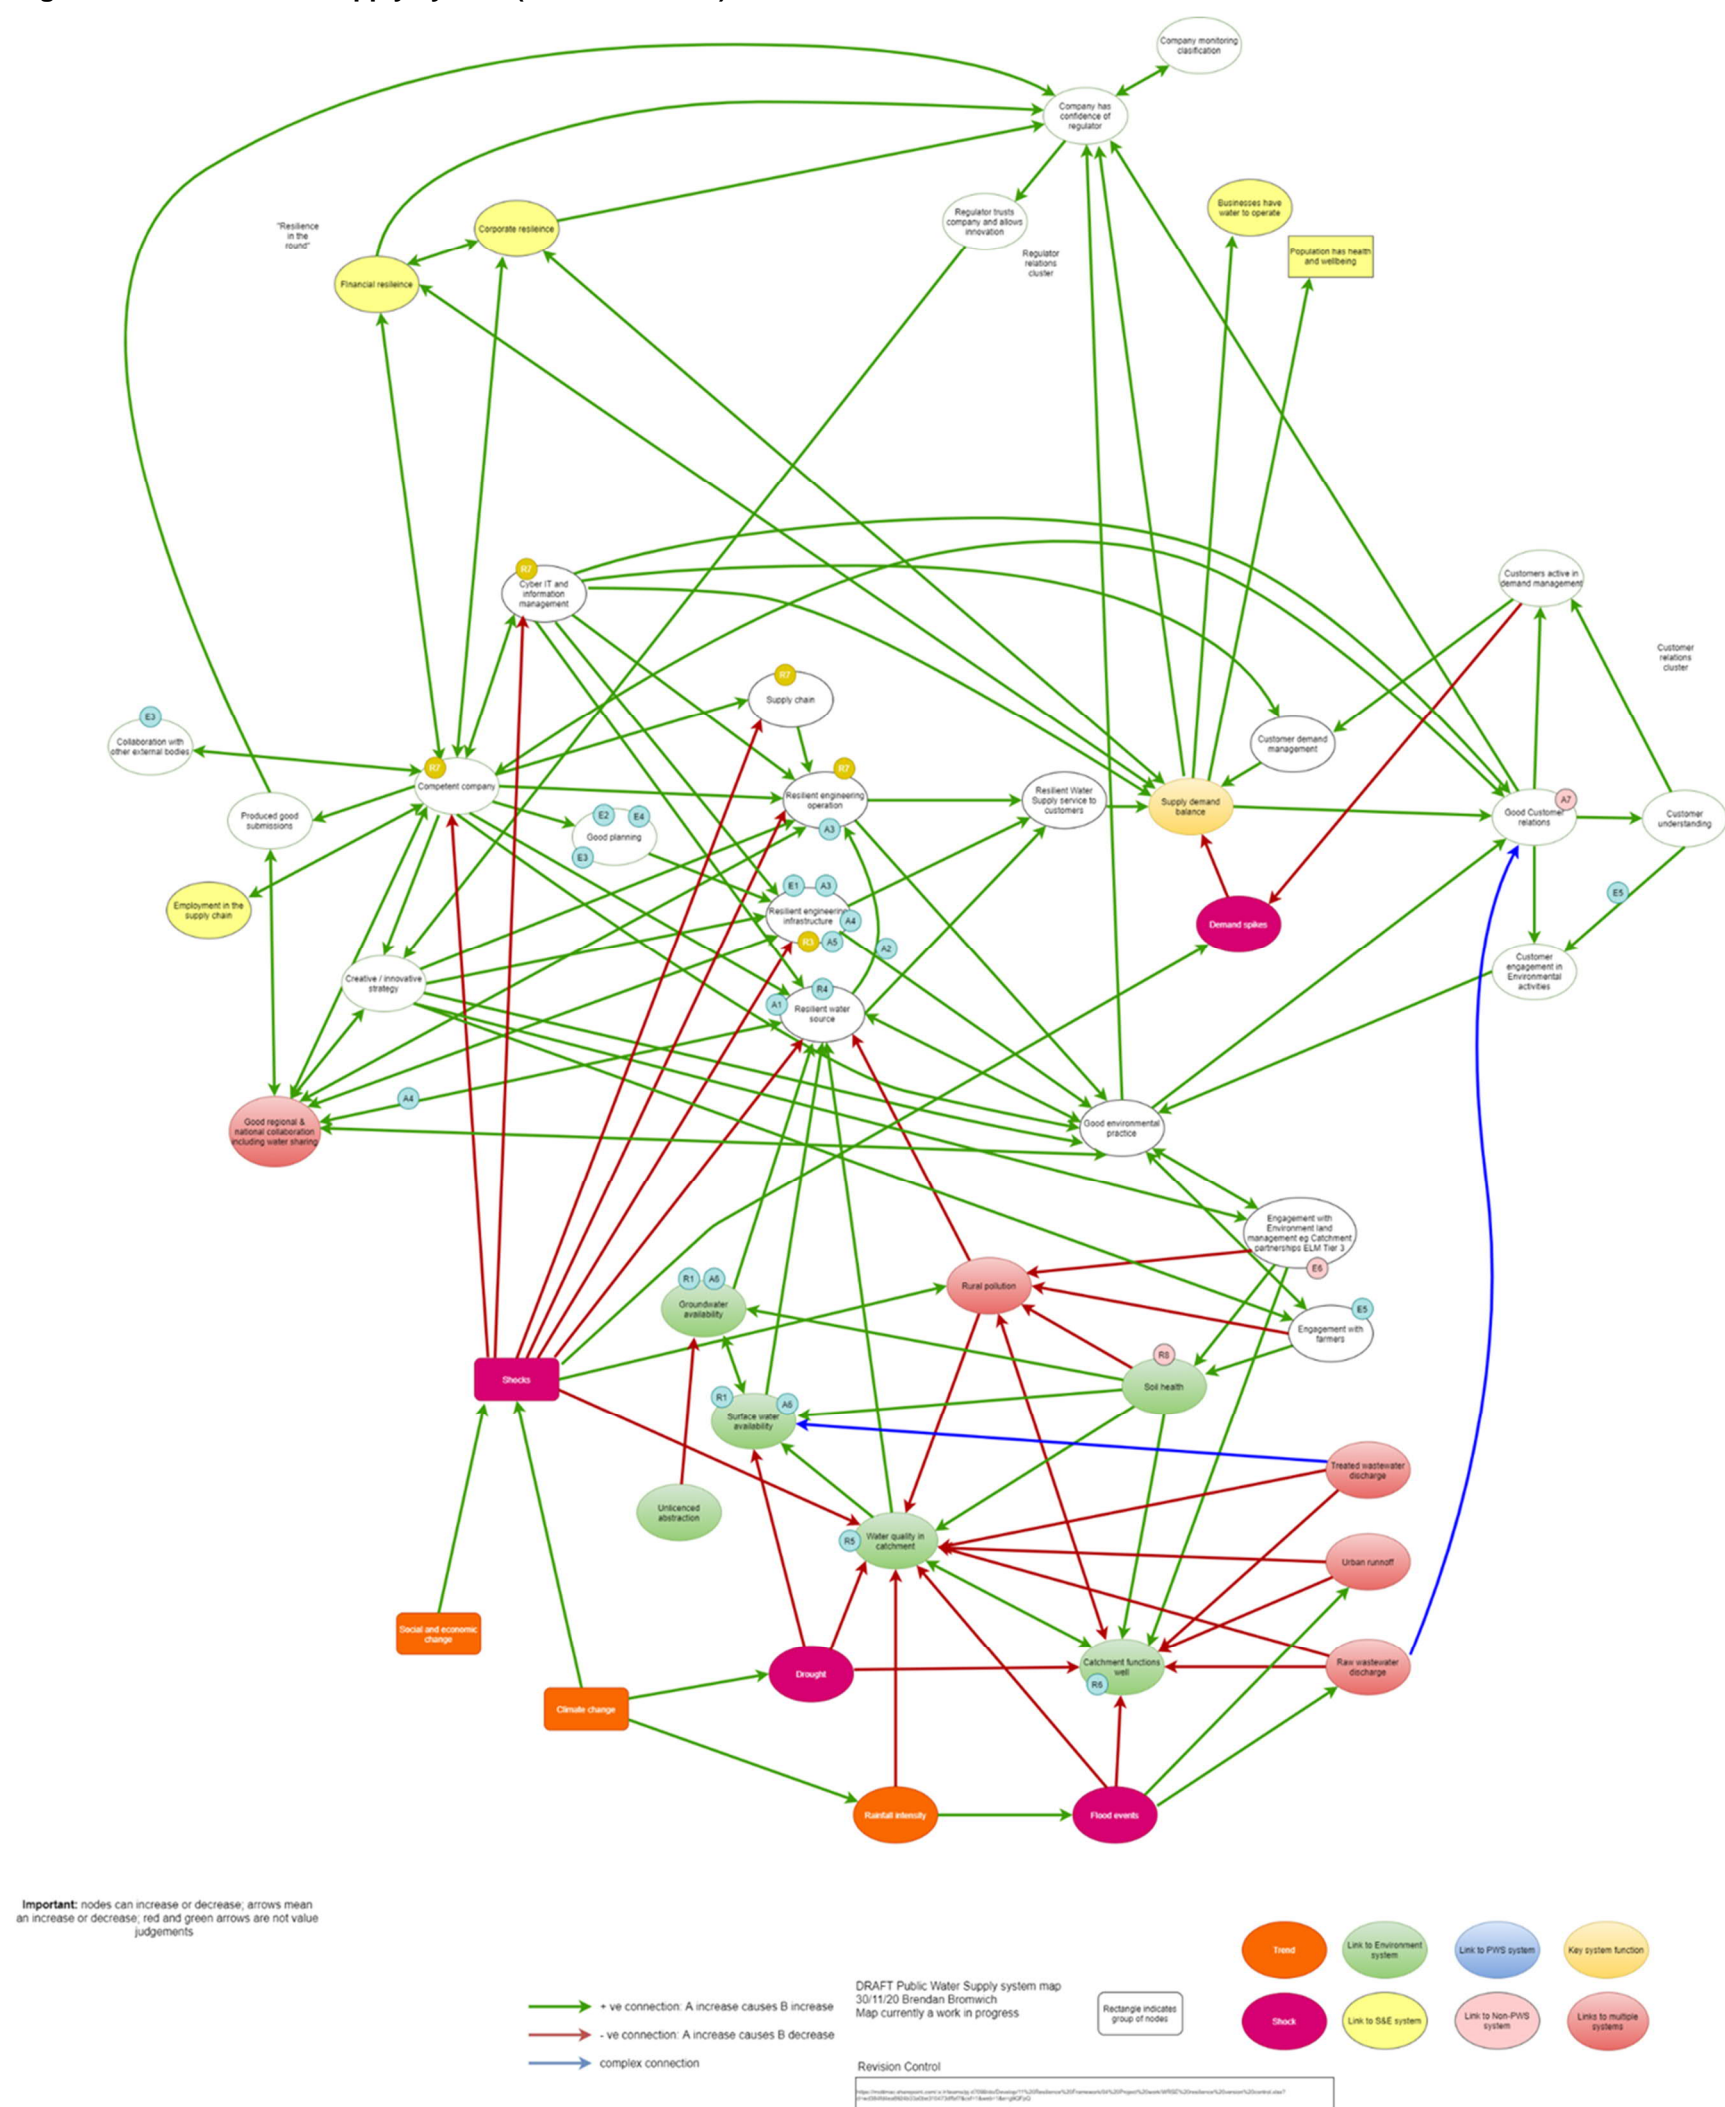 Company monitoring
clasification
Company has
confidence of
regulator
Businesses have
water to operate
Regulator trusts
company and allows
innovation
"Resilience
in the
round"
Corporate resileince
Population has health
and wellbeing
Regulator
relations
cluster
Financial resileince
R7
Cyber IT and
information
management
Customers active in
demand management
Customer
relations
cluster
R7
Supply chain
E3
Collaboration with
other external bodies
Customer demand
management
R7
Competent company
R7
Resilient engineering
operation
A3
Resilient Water
Supply service to
customers
Supply demand
balance
A7
Good Customer
relations
Customer
understanding
Produced good
submissions
E2
E4
Good planning
E3
E1
A3
Resilient engineering
infrastructure
A4
R3
A5
A2
E5
Employment in the
supply chain
Demand spikes
Customer
engagement in
Environmental
activities
Creative / innovative
strategy
R4
A1
Resilient water
source
A4
Good regional &
national collaboration
including water sharing
Good environmental
practice
Engagement with
Environment land
management eg Catchment
partnerships ELM Tier 3
E6
R1
A6
Groundwater
availability
Rural pollution
E5
Engagement with
farmers
Shocks
R8
Soil health
R1
A6
Surface water
availability
Treated wastewater
discharge
Unlicenced
abstraction
R5
Water quality in
catchment
Urban runoff
Social and economic
change
Drought
Catchment functions
well
R6
Raw wastewater
discharge
Climate change
Rainfall intensity
Flood events
Important: nodes can increase or decrease; arrows mean
an increase or decrease; red and green arrows are not value
judgements
Trend
Link to Environment
system
Link to PWS system
Key system function
+ ve connection: A increase causes B increase
- ve connection: A increase causes B decrease
complex connection
DRAFT Public Water Supply system map
30/11/20 Brendan Bromwich
Map currently a work in progress
Rectangle indicates
group of nodes
Shock
Link to S&E system
Link to Non-PWS
system
Links to multiple
systems
Revision Control